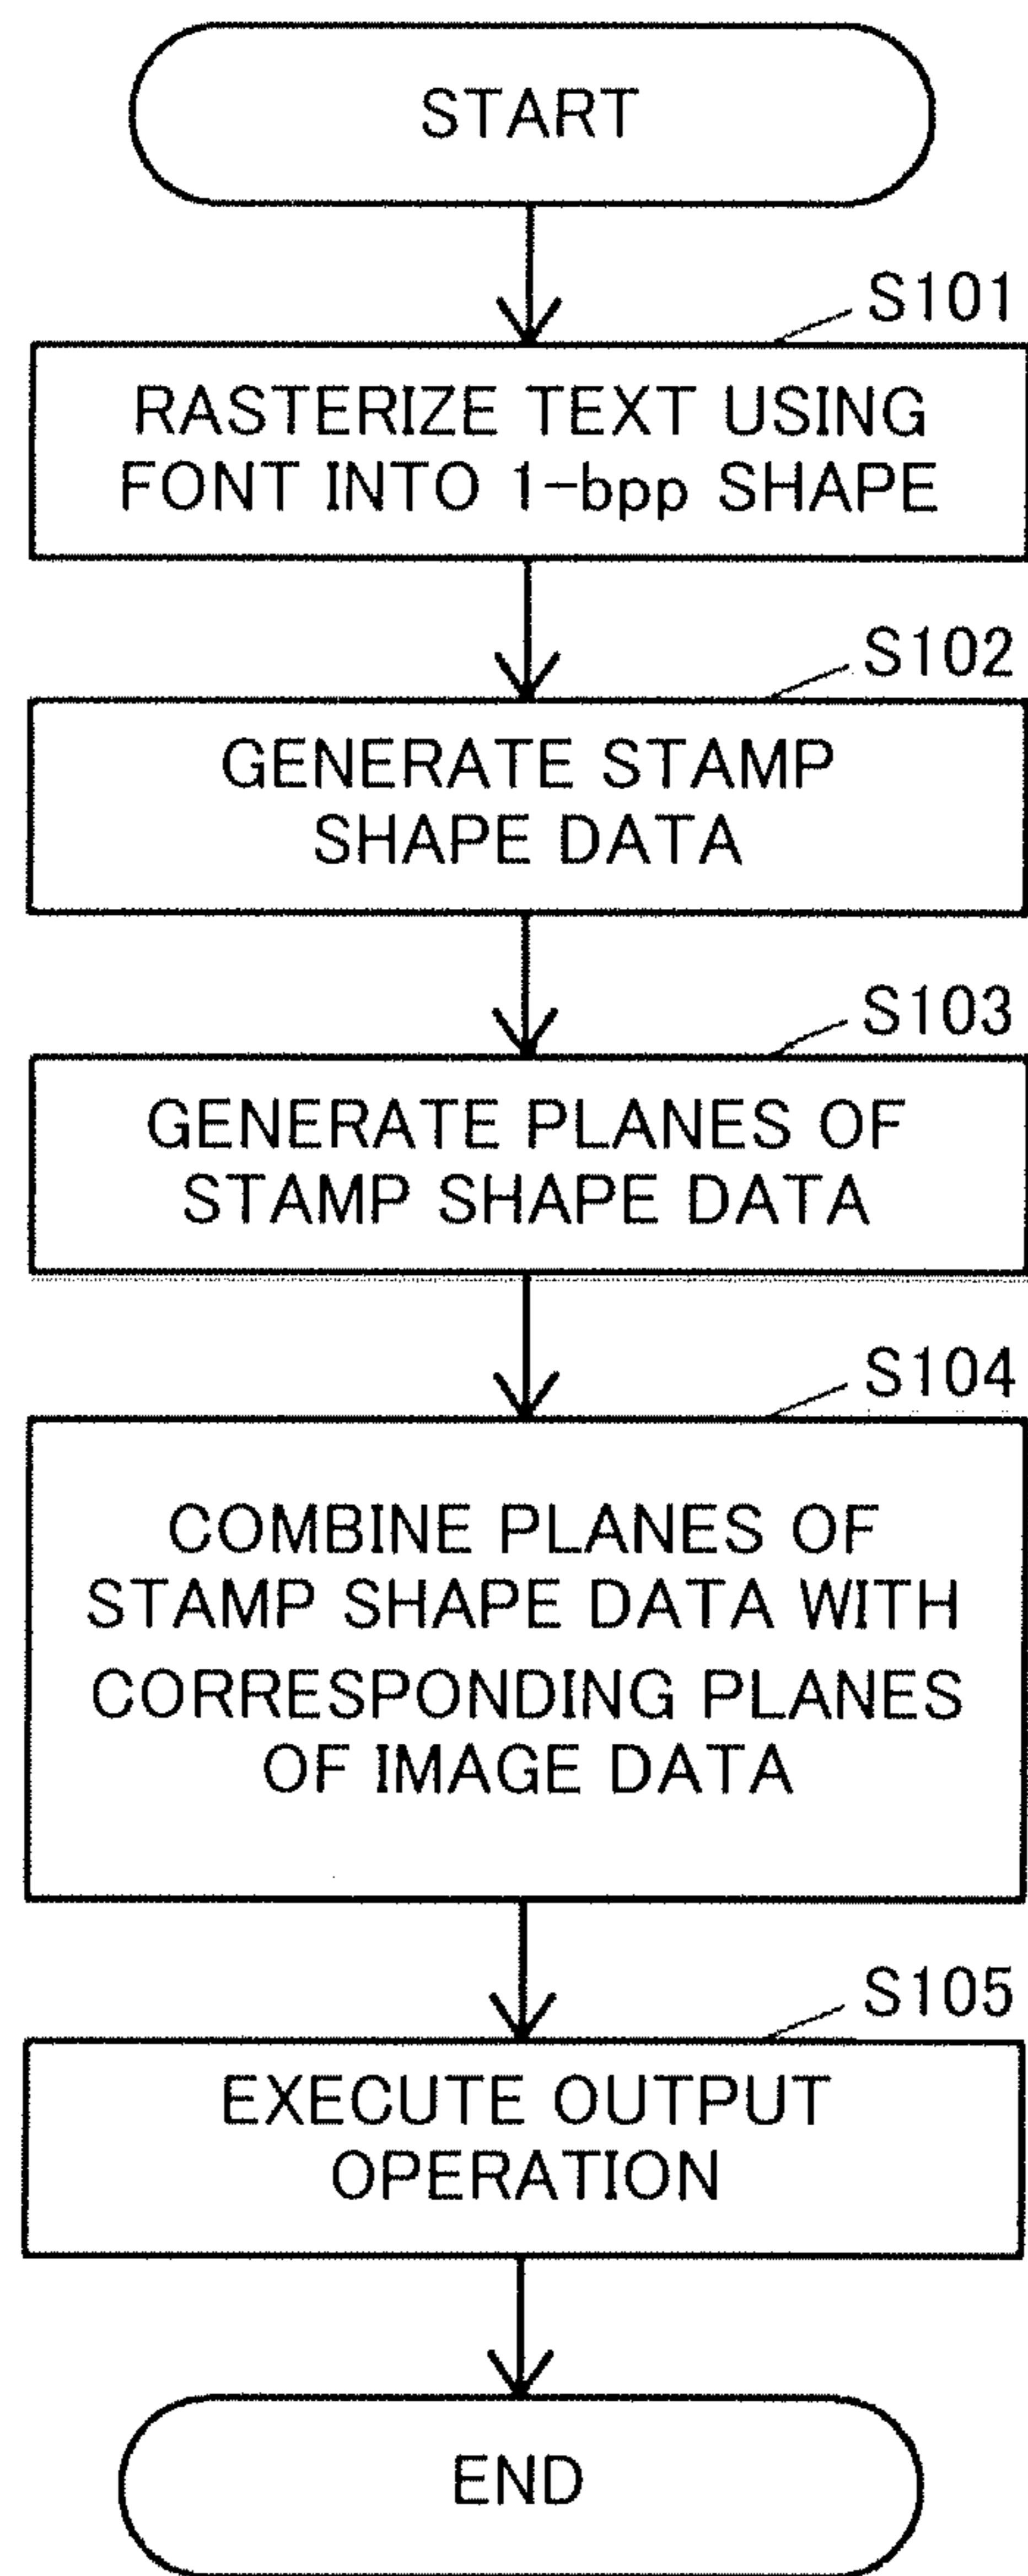 START
S101
RASTERIZE TEXT USING
FONT INTO 1-bpp SHAPE
S102
GENERATE STAMP
SHAPE DATA
S103
GENERATE PLANES OF
STAMP SHAPE DATA
S104
COMBINE PLANES OF
STAMP SHAPE DATA WITH
CORRESPONDING PLANES
OF IMAGE DATA
S105
EXECUTE OUTPUT
OPERATION
END